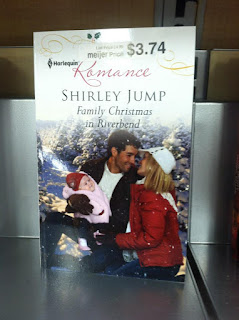 meijer Price! $3.74
Harlequin
Romance
SHIRLEY JUMP
Family Christmas
in Riverbend